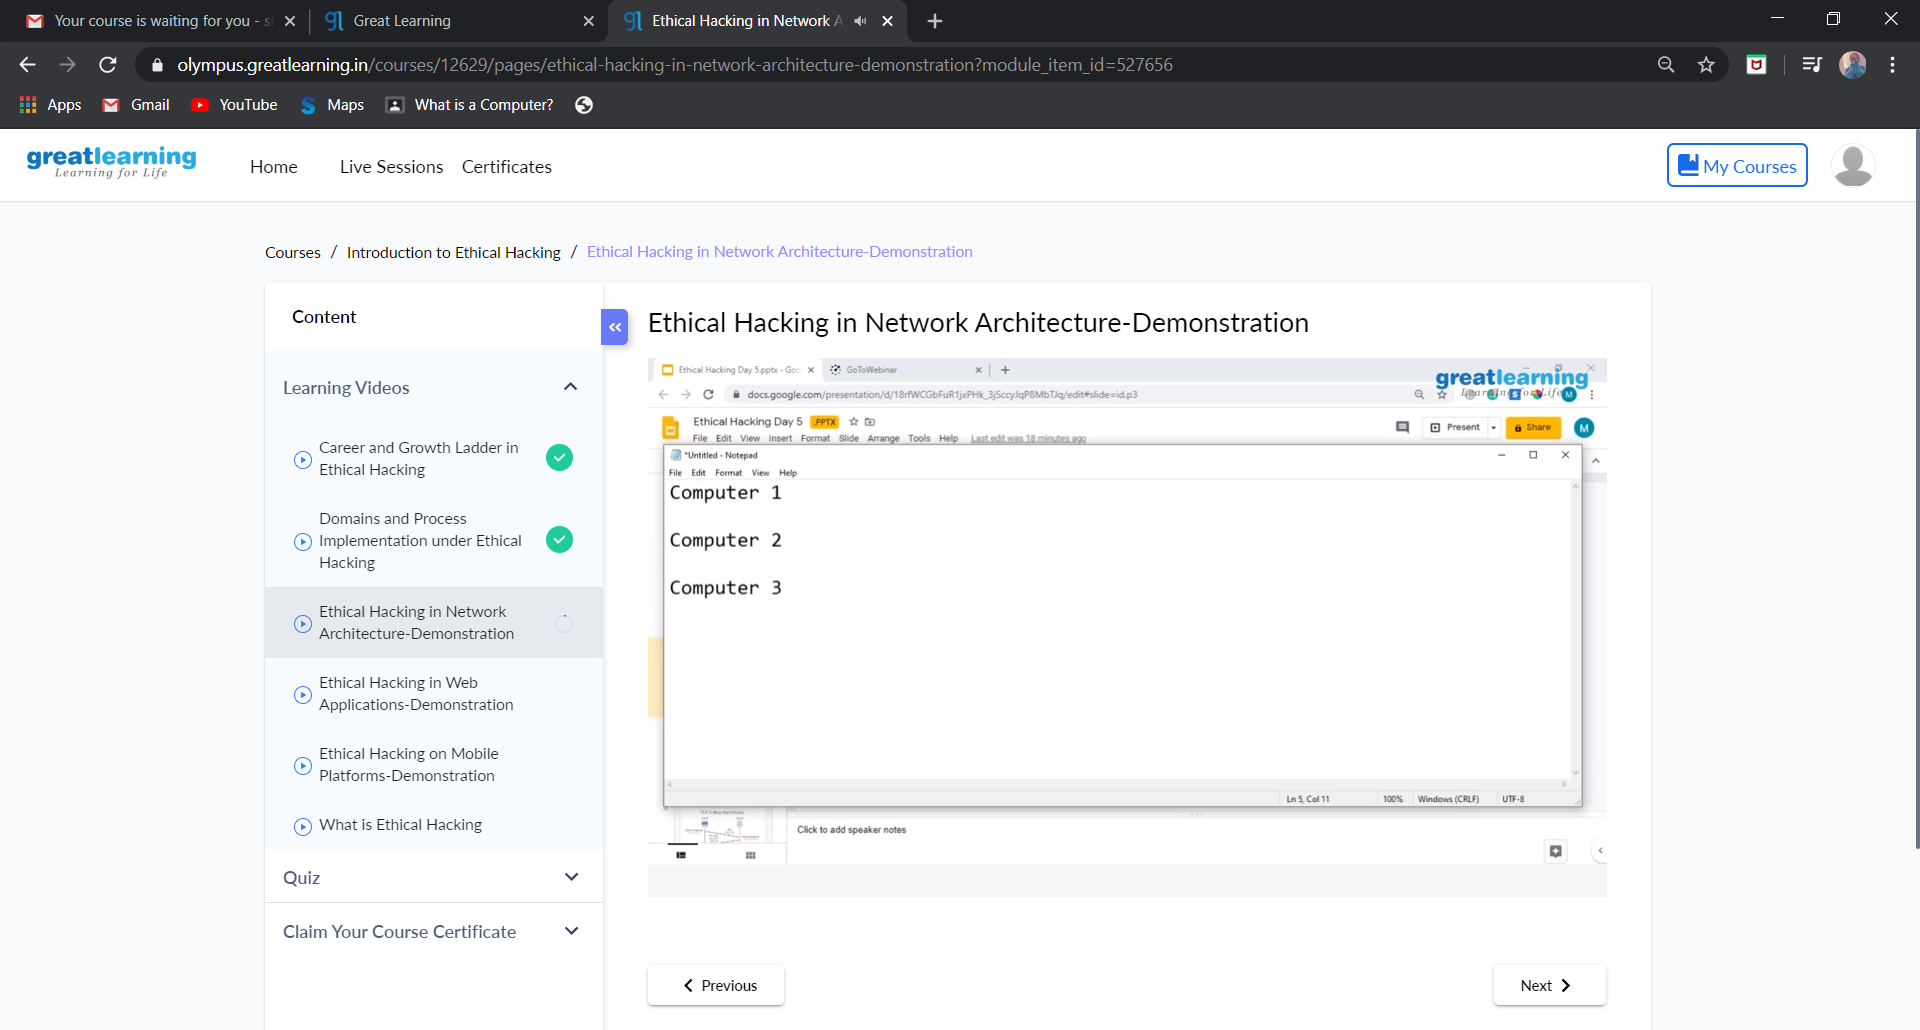 Your course is waiting for you - s
Great Learning
Ethical Hacking in Network A
olympus.greatlearning.in/courses/12629/pages/ethical-hacking-in-network-architecture-demonstration?module_item_id=527656
Apps Gmail YouTube Maps What is a Computer?
greatlearning
Learning for Life
Home Live Sessions Certificates
My Courses
Courses / Introduction to Ethical Hacking / Ethical Hacking in Network Architecture-Demonstration
Content
Learning Videos
Career and Growth Ladder in
Ethical Hacking
Domains and Process
Implementation under Ethical
Hacking
Ethical Hacking in Network
Architecture-Demonstration
Ethical Hacking in Web
Applications-Demonstration
Ethical Hacking on Mobile
Platforms-Demonstration
What is Ethical Hacking
Quiz
Claim Your Course Certificate
Ethical Hacking in Network Architecture-Demonstration
Ethical Hacking Day 5.pptx - Goo
GoToWebinar
greatlearning
Learning for Life
docs.google.com/presentation/d/18rfWCGbFuR1jxPHk_3jSccyJqP8MbTJq/edit#slide=id.p3
Ethical Hacking Day 5 .PPTX
File Edit View Insert Format Slide Arrange Tools Help Last edit was 18 minutes ago
Present Share M
*Untitled - Notepad
File Edit Format View Help
Computer 1
Computer 2
Computer 3
Ln 5, Col 11 100% Windows (CRLF) UTF-8
Click to add speaker notes
Previous
Next